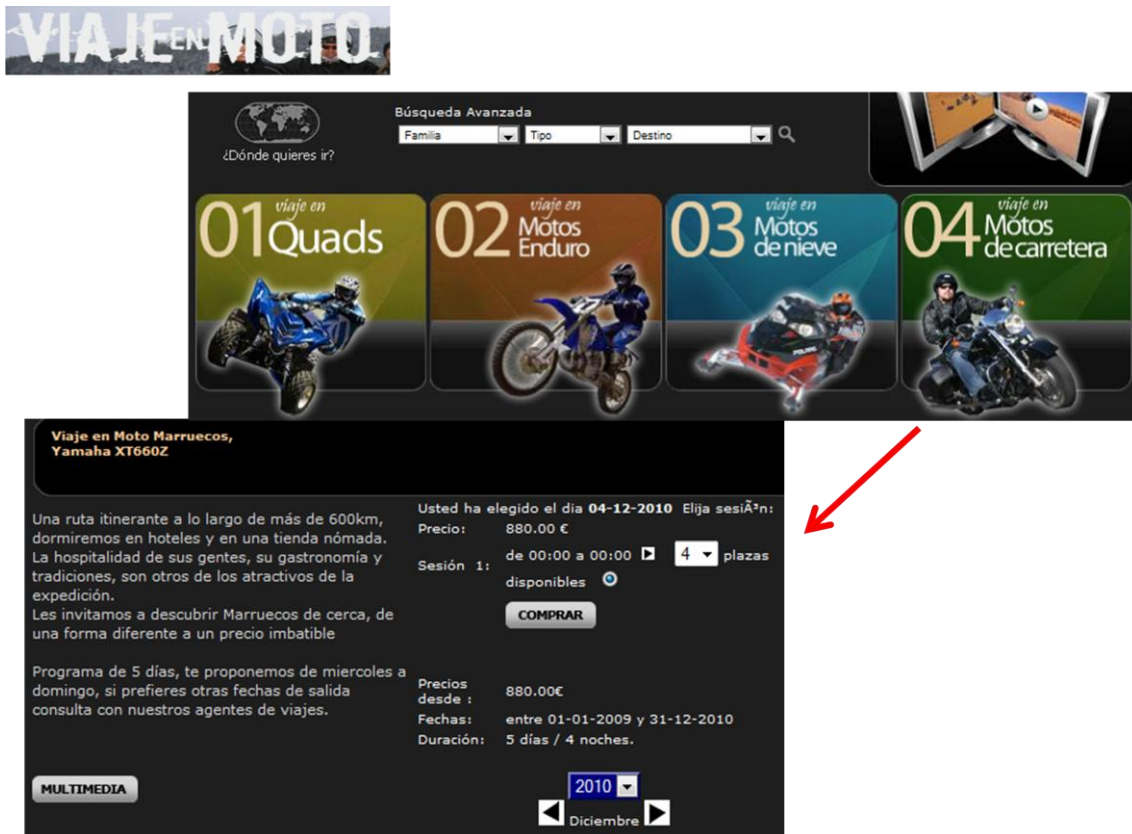 VIAJE EN MOTO
Búsqueda Avanzada
Familia Tipo Destino
¿Dónde quieres ir?
01 viaje en
Quads
02 viaje en
Motos
Enduro
03 viaje en
Motos
de nieve
04 viaje en
Motos
de carretera
POLARIS
Viaje en Moto Marruecos,
Yamaha XT660Z
Una ruta itinerante a lo largo de más de 600km,
dormiremos en hoteles y en una tienda nómada.
La hospitalidad de sus gentes, su gastronomía y
tradiciones, son otros de los atractivos de la
expedición.
Les invitamos a descubrir Marruecos de cerca, de
una forma diferente a un precio imbatible
Programa de 5 días, te proponemos de miercoles a
domingo, si prefieres otras fechas de salida
consulta con nuestros agentes de viajes.
MULTIMEDIA
Usted ha elegido el dia 04-12-2010 Elija sesiÃ³n:
Precio: 880.00 €
Sesión 1: de 00:00 a 00:00 4 plazas
disponibles
COMPRAR
Precios
desde : 880.00€
Fechas: entre 01-01-2009 y 31-12-2010
Duración: 5 días / 4 noches.
2010
Diciembre